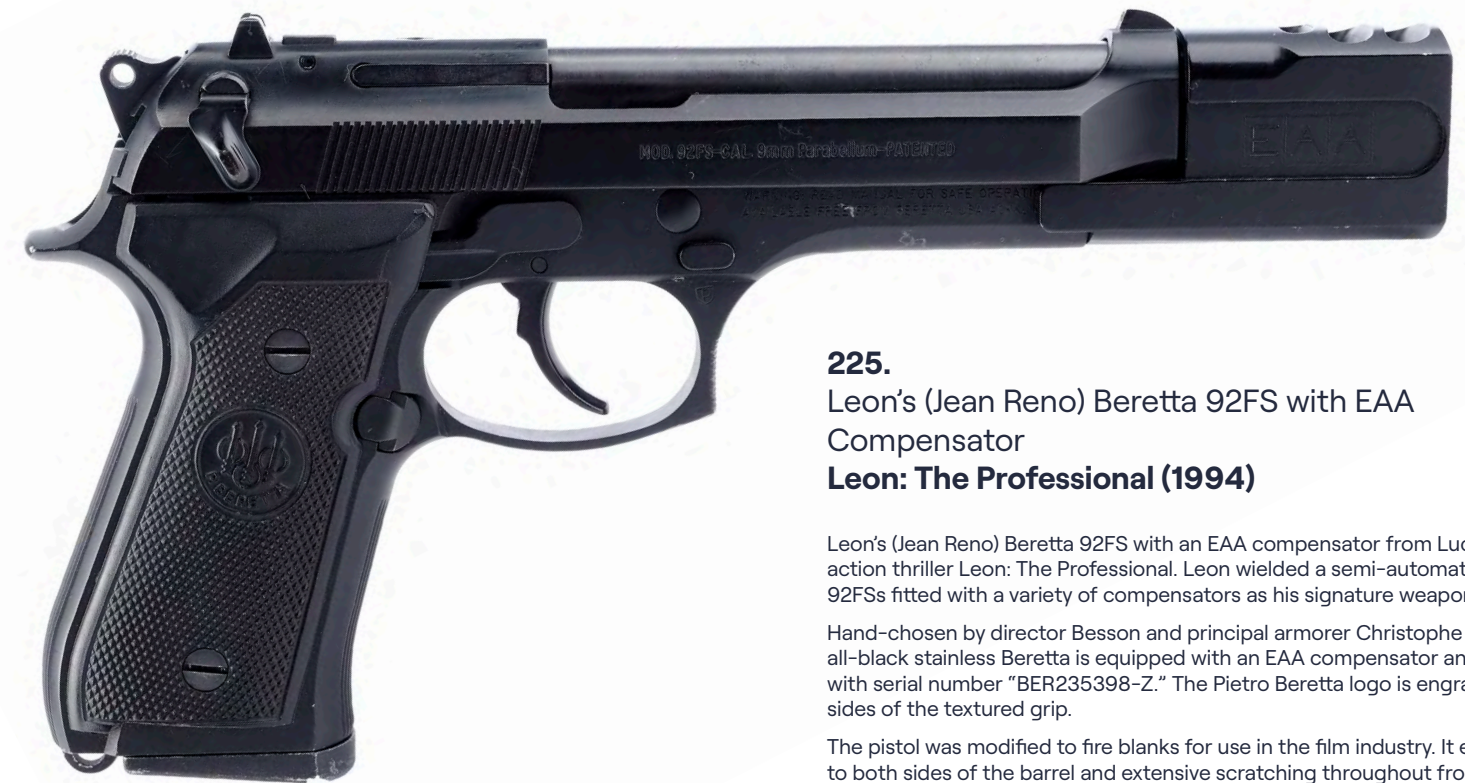 MOD. 92FS-CAL. 9mm Parabellum-PATENTED
EAA
BERETTA
225.
Leon's (Jean Reno) Beretta 92FS with EAA
Compensator
Leon: The Professional (1994)
Leon's (Jean Reno) Beretta 92FS with an EAA compensator from Luc
action thriller Leon: The Professional. Leon wielded a semi-automat
92FSs fitted with a variety of compensators as his signature weapon
Hand-chosen by director Besson and principal armorer Christophe
all-black stainless Beretta is equipped with an EAA compensator an
with serial number "BER235398-Z." The Pietro Beretta logo is engra
sides of the textured grip.
The pistol was modified to fire blanks for use in the film industry. It e
to both sides of the barrel and extensive scratching throughout fro